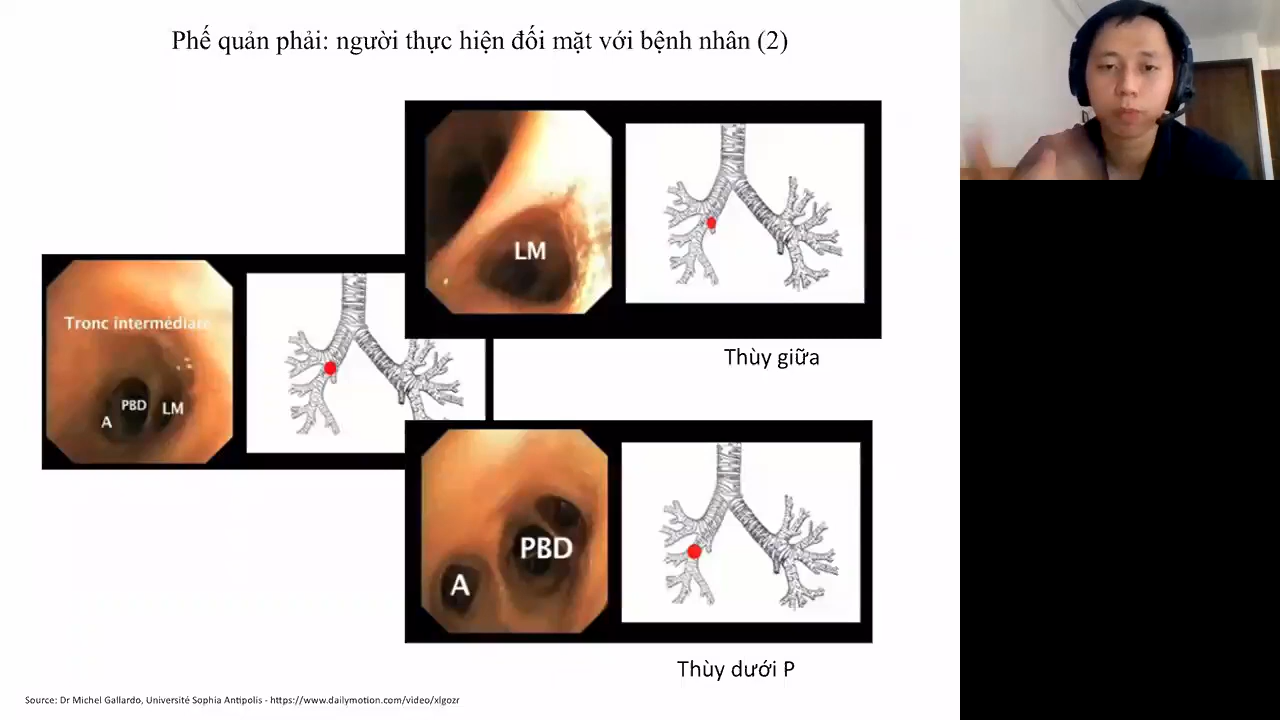 Phế quản phải: người thực hiện đối mặt với bệnh nhân (2)
LM
Thùy giữa
Tronc intermédiare
PBD
LM
A
PBD
A
Thùy dưới P
Source: Dr Michel Gallardo, Université Sophia Antipolis - https://www.dailymotion.com/video/xlgozr